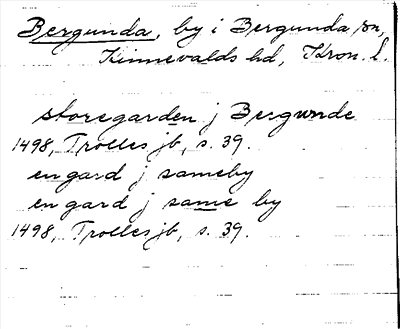 Bergunda, by i Bergunda sn,
Kinnevalds hd, Kron. l.
storegarden j Bergunde
1498, Trolles jb, s. 39.
en gard j sameby
en gard j same by
1498, Trolles jb, s. 39.